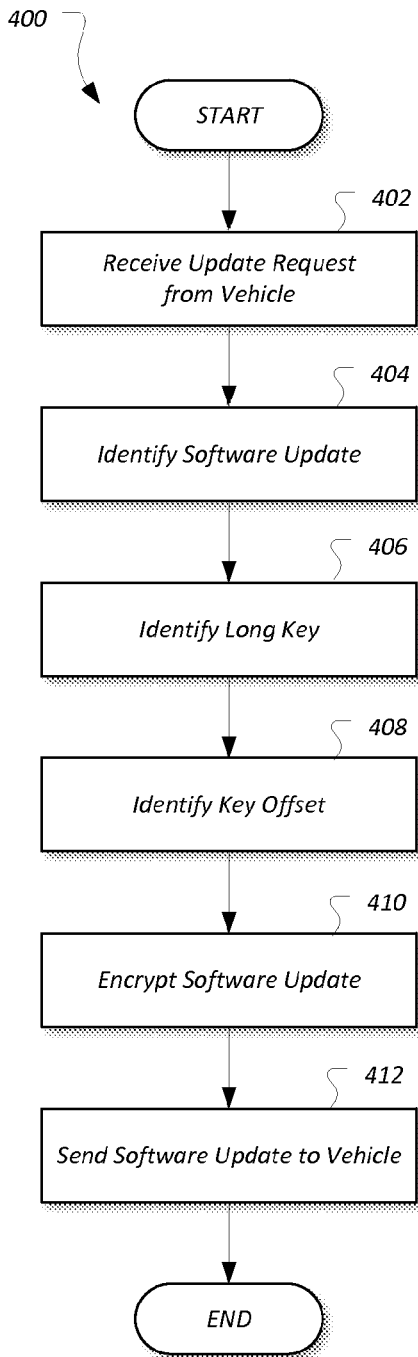 400
START
402
Receive Update Request
from Vehicle
404
Identify Software Update
406
Identify Long Key
408
Identify Key Offset
410
Encrypt Software Update
412
Send Software Update to Vehicle
END